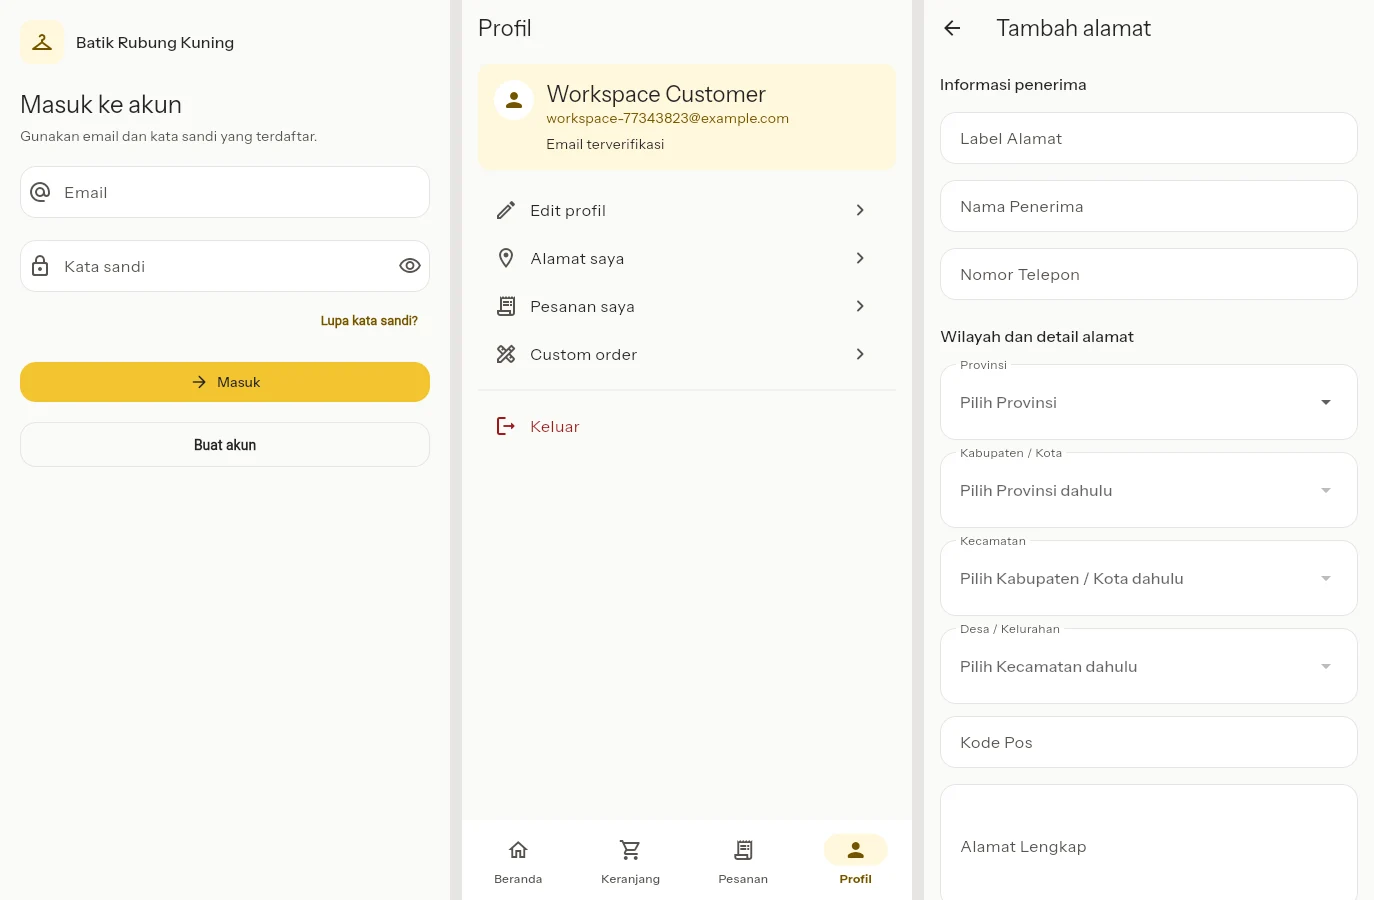 Batik Rubung Kuning
Masuk ke akun
Gunakan email dan kata sandi yang terdaftar.
Email
Kata sandi
Lupa kata sandi?
Masuk
Buat akun
Profil
Workspace Customer
workspace-77343823@example.com
Email terverifikasi
Edit profil
Alamat saya
Pesanan saya
Custom order
Keluar
Beranda
Keranjang
Pesanan
Profil
Tambah alamat
Informasi penerima
Label Alamat
Nama Penerima
Nomor Telepon
Wilayah dan detail alamat
Provinsi
Pilih Provinsi
Kabupaten / Kota
Pilih Provinsi dahulu
Kecamatan
Pilih Kabupaten / Kota dahulu
Desa / Kelurahan
Pilih Kecamatan dahulu
Kode Pos
Alamat Lengkap